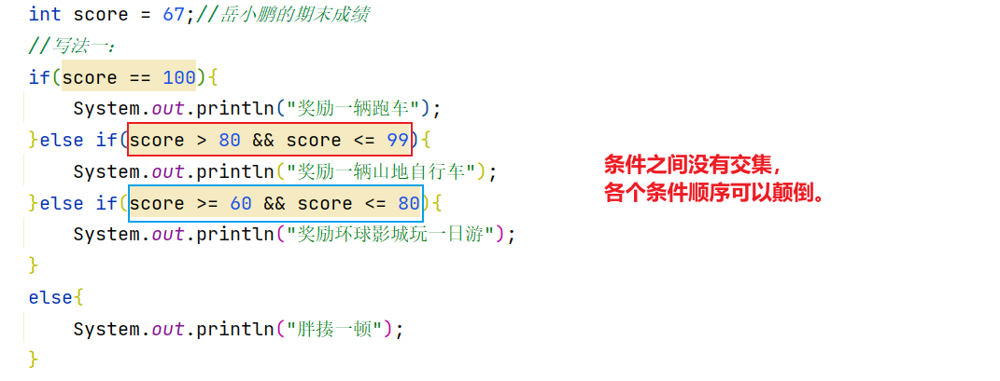 int score = 67;//岳小鹏的期末成绩
//写法一：
if(score == 100){
System.out.println("奖励一辆跑车");
}else if(score > 80 && score <= 99){
System.out.println("奖励一辆山地自行车");
}else if(score >= 60 && score <= 80){
System.out.println("奖励环球影城玩一日游");
}
else{
System.out.println("胖揍一顿");
}
条件之间没有交集，
各个条件顺序可以颠倒。